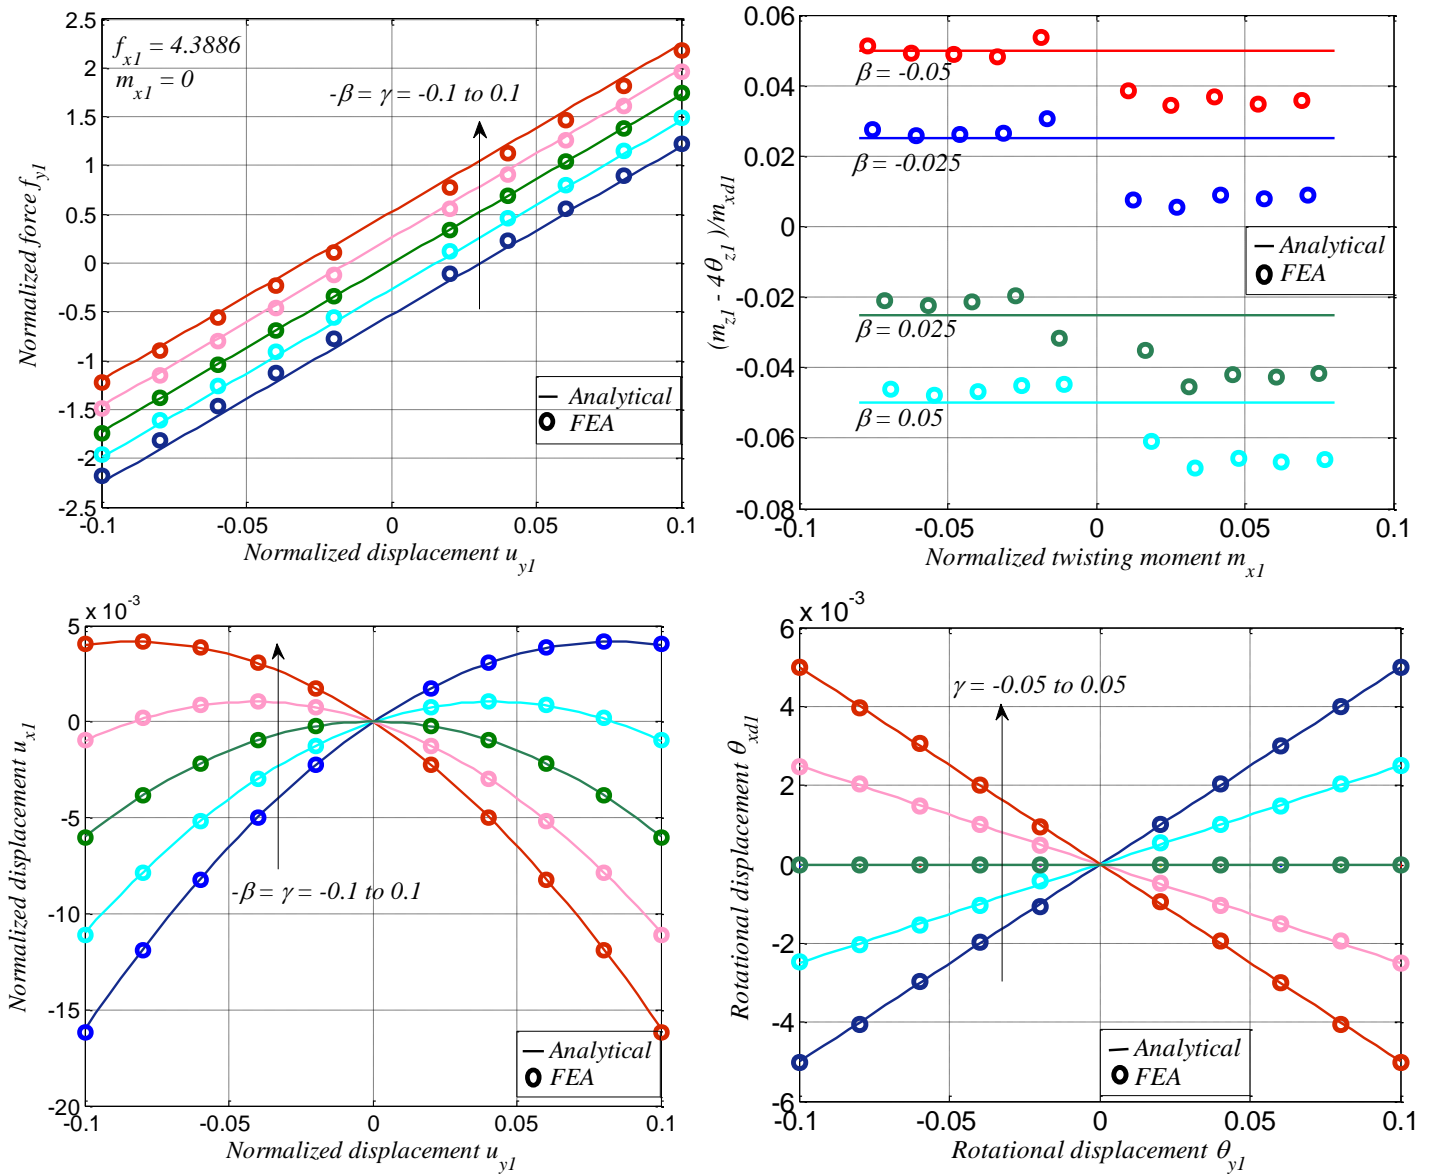 2.5
2
1.5
1
0.5
0
-0.5
-1
-1.5
-2
-2.5
-0.1
-0.05
0
0.05
0.1
f_x1 = 4.3886
m_x1 = 0
-β = γ = -0.1 to 0.1
Analytical
FEA
Normalized force f_y1
Normalized displacement u_y1
0.06
0.04
0.02
0
-0.02
-0.04
-0.06
-0.08
-0.1
-0.05
0
0.05
0.1
β = -0.05
β = -0.025
β = 0.025
β = 0.05
Analytical
FEA
(m_z1 - 4θ_z1)/m_xd1
Normalized twisting moment m_x1
x 10^-3
5
0
-5
-10
-15
-20
-0.1
-0.05
0
0.05
0.1
-β = γ = -0.1 to 0.1
Analytical
FEA
Normalized displacement u_x1
Normalized displacement u_y1
x 10^-3
6
4
2
0
-2
-4
-6
-0.1
-0.05
0
0.05
0.1
γ = -0.05 to 0.05
Analytical
FEA
Rotational displacement θ_xd1
Rotational displacement θ_y1